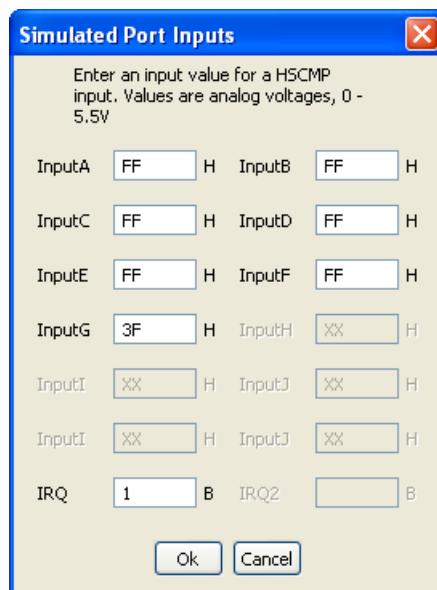 Simulated Port Inputs
Enter an input value for a HSCMP
input. Values are analog voltages, 0 -
5.5V
InputA FF H InputB FF H
InputC FF H InputD FF H
InputE FF H InputF FF H
InputG 3F H InputH XX H
InputI XX H InputJ XX H
InputI XX H InputJ XX H
IRQ 1 B IRQ2 B
Ok Cancel